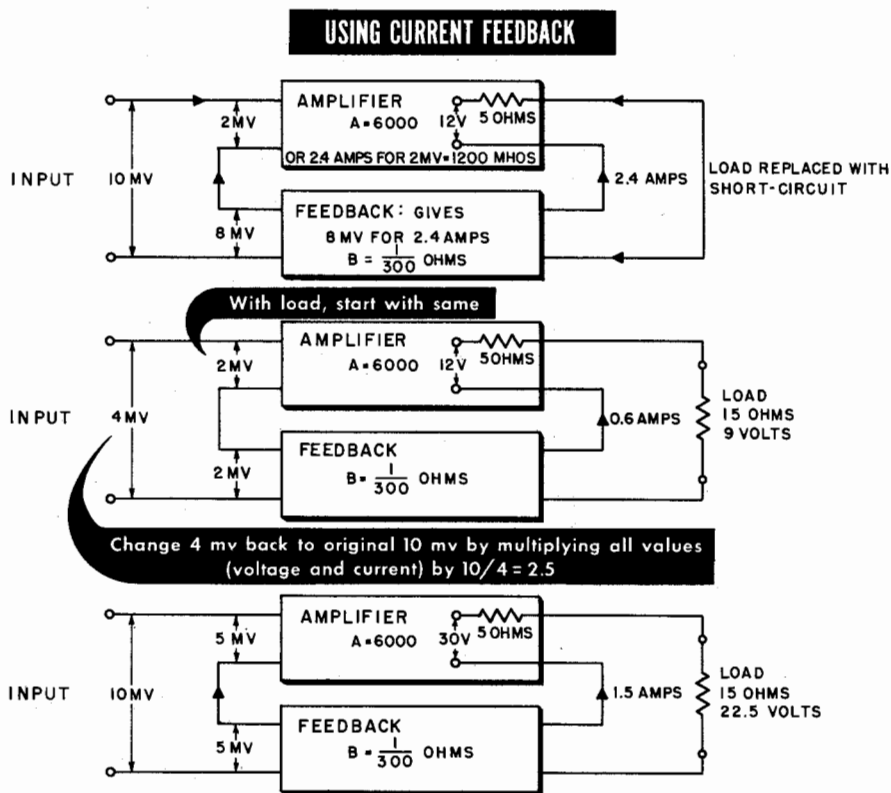 USING CURRENT FEEDBACK
AMPLIFIER
A=6000
2MV
12V
5 OHMS
OR 2.4 AMPS FOR 2MV=1200 MHOS
INPUT
10 MV
2.4 AMPS
LOAD REPLACED WITH
SHORT-CIRCUIT
FEEDBACK: GIVES
8 MV FOR 2.4 AMPS
B = 1/300 OHMS
8 MV
With load, start with same
AMPLIFIER
A=6000
2MV
12V
5OHMS
INPUT
4 MV
0.6 AMPS
LOAD
15 OHMS
9 VOLTS
FEEDBACK
B= 1/300 OHMS
2 MV
Change 4 mv back to original 10 mv by multiplying all values
(voltage and current) by 10/4 = 2.5
AMPLIFIER
A=6000
5 MV
30V
5 OHMS
INPUT
10MV
1.5 AMPS
LOAD
15 OHMS
22.5 VOLTS
FEEDBACK
B = 1/300 OHMS
5 MV